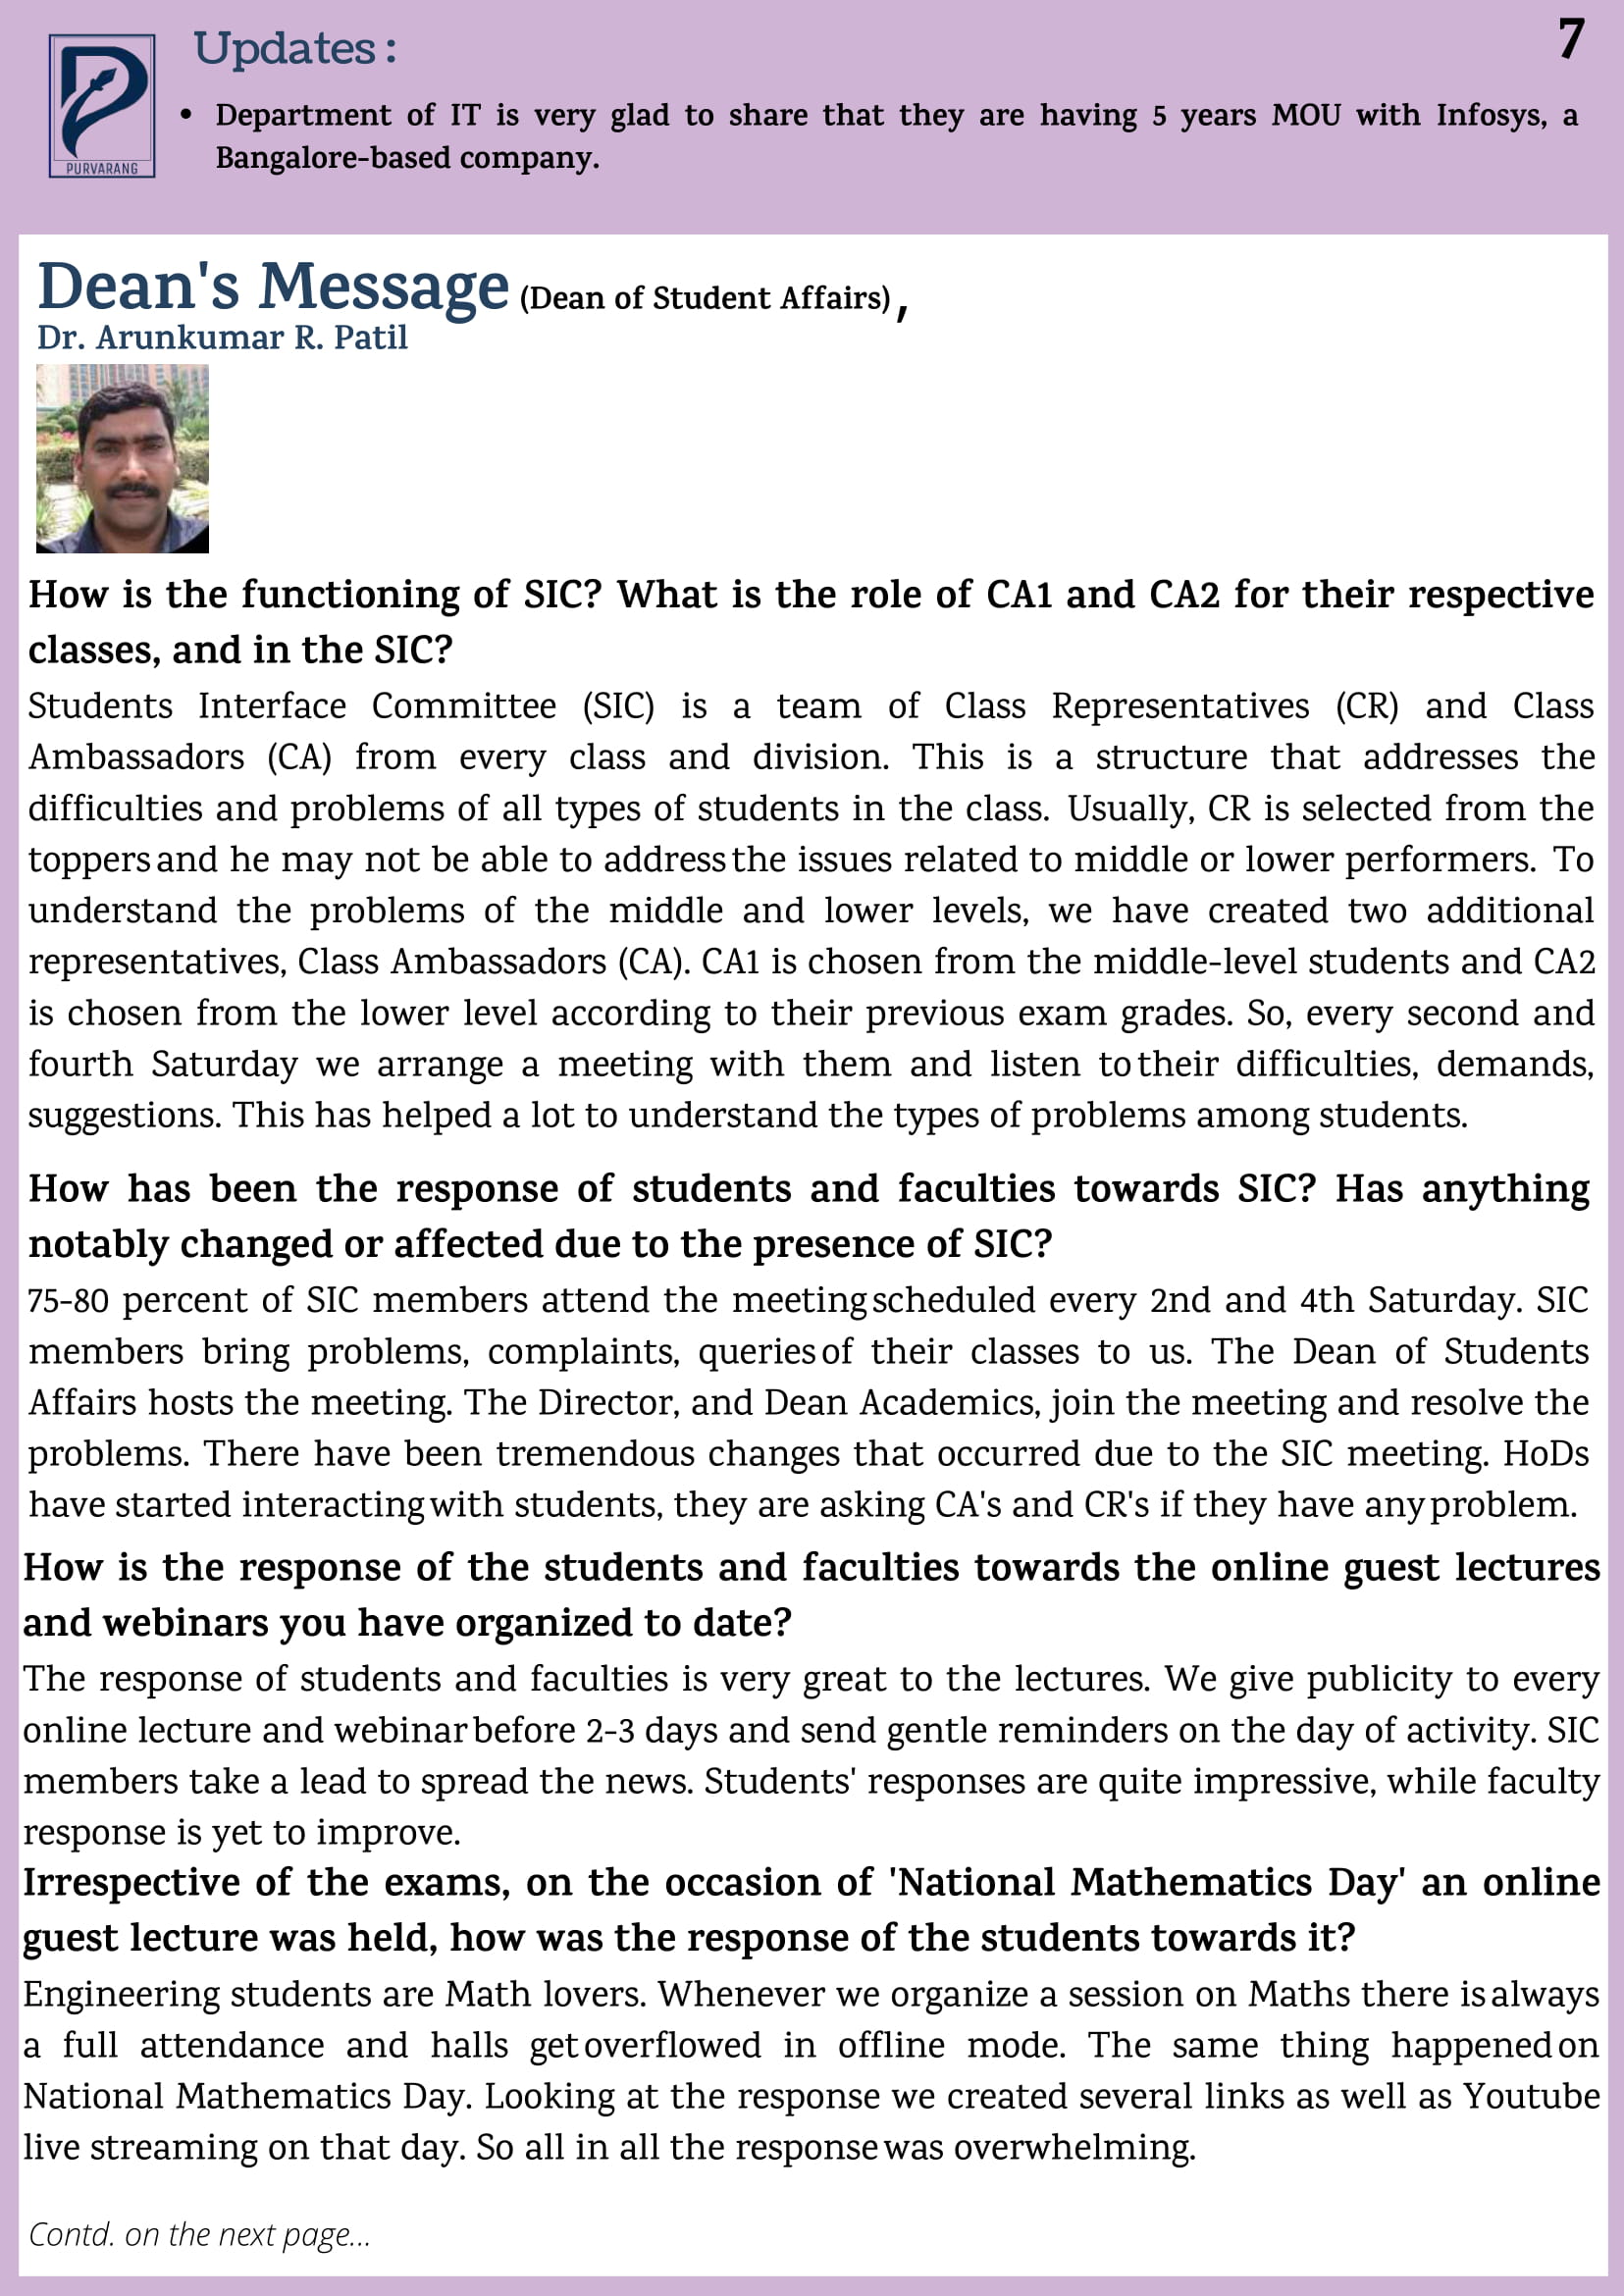 PURVARANG
Updates :
7
• Department of IT is very glad to share that they are having 5 years MOU with Infosys, a
Bangalore-based company.
Dean's Message (Dean of Student Affairs) ,
Dr. Arunkumar R. Patil
How is the functioning of SIC? What is the role of CA1 and CA2 for their respective
classes, and in the SIC?
Students Interface Committee (SIC) is a team of Class Representatives (CR) and Class
Ambassadors (CA) from every class and division. This is a structure that addresses the
difficulties and problems of all types of students in the class. Usually, CR is selected from the
toppers and he may not be able to address the issues related to middle or lower performers. To
understand the problems of the middle and lower levels, we have created two additional
representatives, Class Ambassadors (CA). CA1 is chosen from the middle-level students and CA2
is chosen from the lower level according to their previous exam grades. So, every second and
fourth Saturday we arrange a meeting with them and listen to their difficulties, demands,
suggestions. This has helped a lot to understand the types of problems among students.
How has been the response of students and faculties towards SIC? Has anything
notably changed or affected due to the presence of SIC?
75-80 percent of SIC members attend the meeting scheduled every 2nd and 4th Saturday. SIC
members bring problems, complaints, queries of their classes to us. The Dean of Students
Affairs hosts the meeting. The Director, and Dean Academics, join the meeting and resolve the
problems. There have been tremendous changes that occurred due to the SIC meeting. HoDs
have started interacting with students, they are asking CA's and CR's if they have any problem.
How is the response of the students and faculties towards the online guest lectures
and webinars you have organized to date?
The response of students and faculties is very great to the lectures. We give publicity to every
online lecture and webinar before 2-3 days and send gentle reminders on the day of activity. SIC
members take a lead to spread the news. Students' responses are quite impressive, while faculty
response is yet to improve.
Irrespective of the exams, on the occasion of 'National Mathematics Day' an online
guest lecture was held, how was the response of the students towards it?
Engineering students are Math lovers. Whenever we organize a session on Maths there is always
a full attendance and halls get overflowed in offline mode. The same thing happened on
National Mathematics Day. Looking at the response we created several links as well as Youtube
live streaming on that day. So all in all the response was overwhelming.
Contd. on the next page...